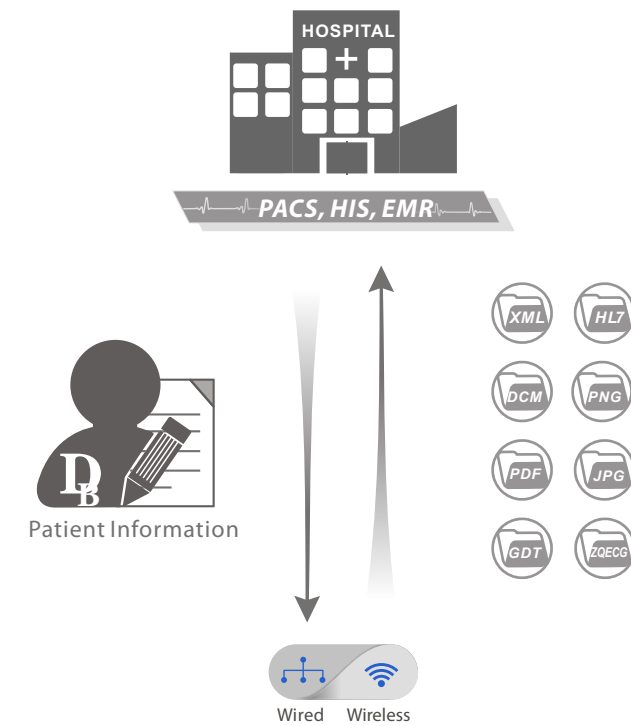 HOSPITAL
PACS, HIS, EMR
XML HL7
DCM PNG
DB
PDF JPG
Patient Information
GDT ZQECG
Wired Wireless